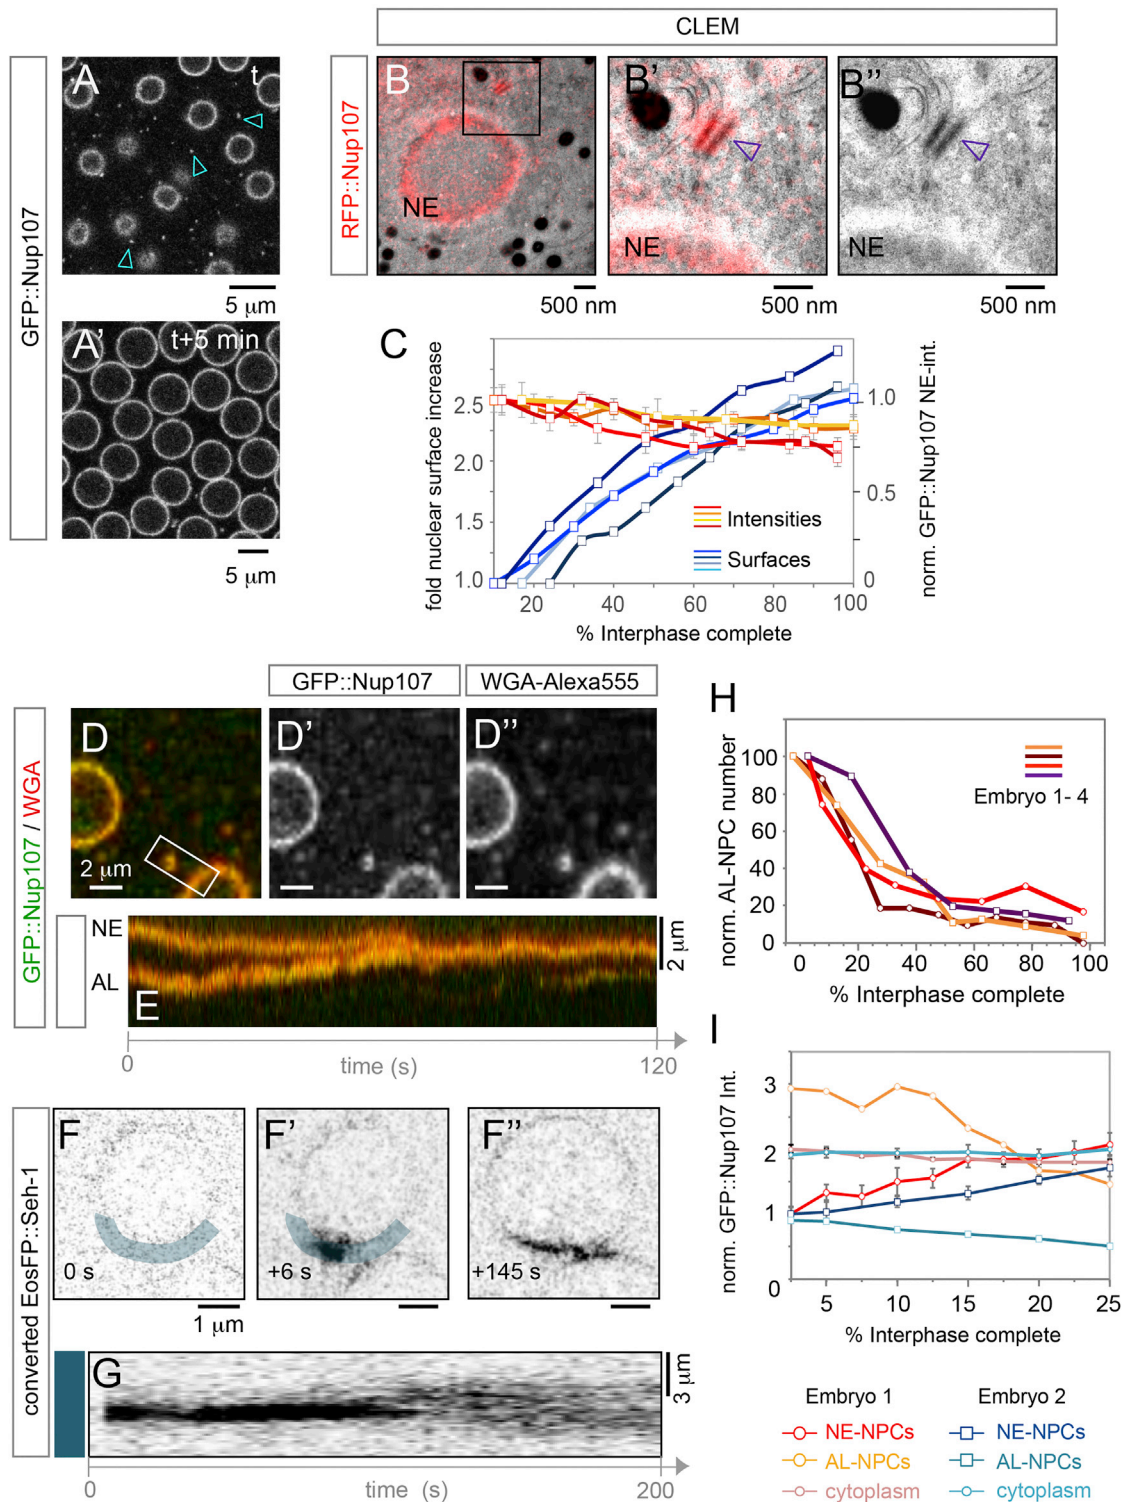 CLEM
GFP::Nup107
A
t
5 μm
A'
t+5 min
5 μm
RFP::Nup107
B
NE
500 nm
B'
NE
500 nm
B''
NE
500 nm
C
fold nuclear surface increase
2.5
2.0
1.5
1.0
norm. GFP::Nup107 NE-int.
1.0
0.5
0
Intensities
Surfaces
20 40 60 80 100
% Interphase complete
GFP::Nup107 / WGA
GFP::Nup107
WGA-Alexa555
D
2 μm
D'
D''
NE
AL
E
2 μm
0
time (s)
120
H
norm. AL-NPC number
100
80
60
40
20
0
Embryo 1- 4
0 20 40 60 80 100
% Interphase complete
converted EosFP::Seh-1
F
0 s
1 μm
F'
+6 s
F''
+145 s
G
3 μm
0
time (s)
200
I
norm. GFP::Nup107 Int.
3
2
1
0
5 10 15 20 25
% Interphase complete
Embryo 1
NE-NPCs
AL-NPCs
cytoplasm
Embryo 2
NE-NPCs
AL-NPCs
cytoplasm